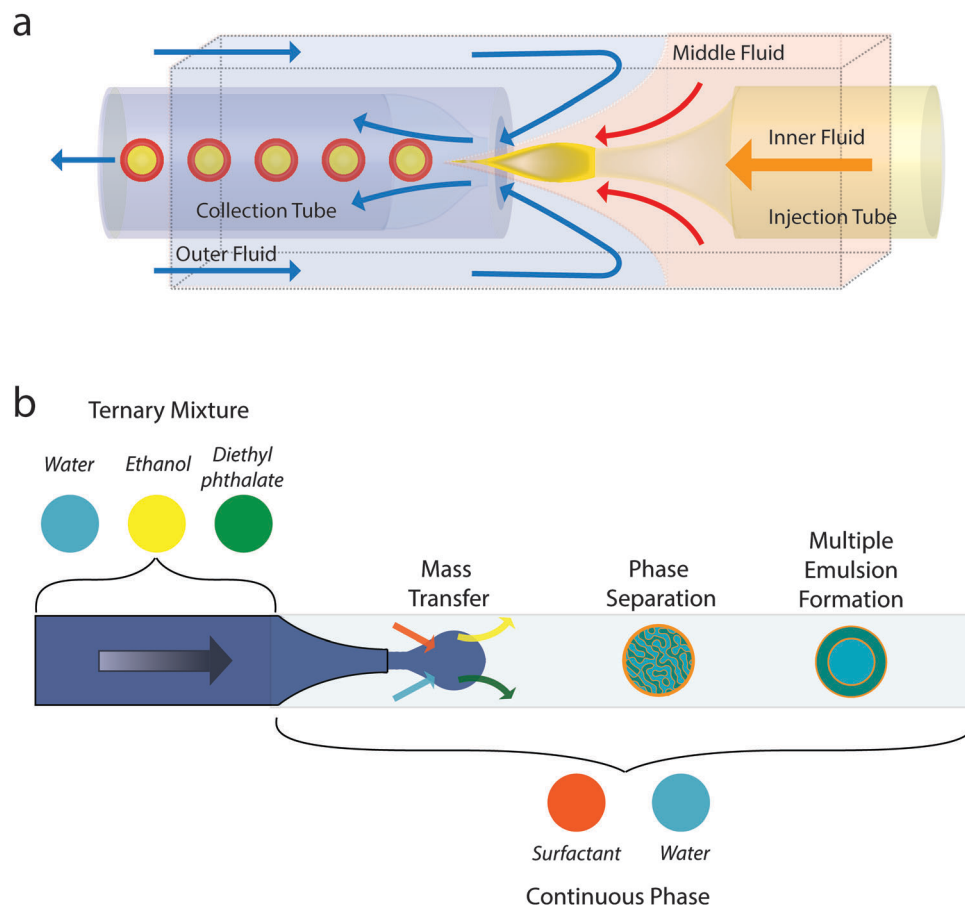 a
Middle Fluid
Inner Fluid
Collection Tube
Injection Tube
Outer Fluid
b
Ternary Mixture
Water
Ethanol
Diethyl
phthalate
Mass
Transfer
Phase
Separation
Multiple
Emulsion
Formation
Surfactant
Water
Continuous Phase